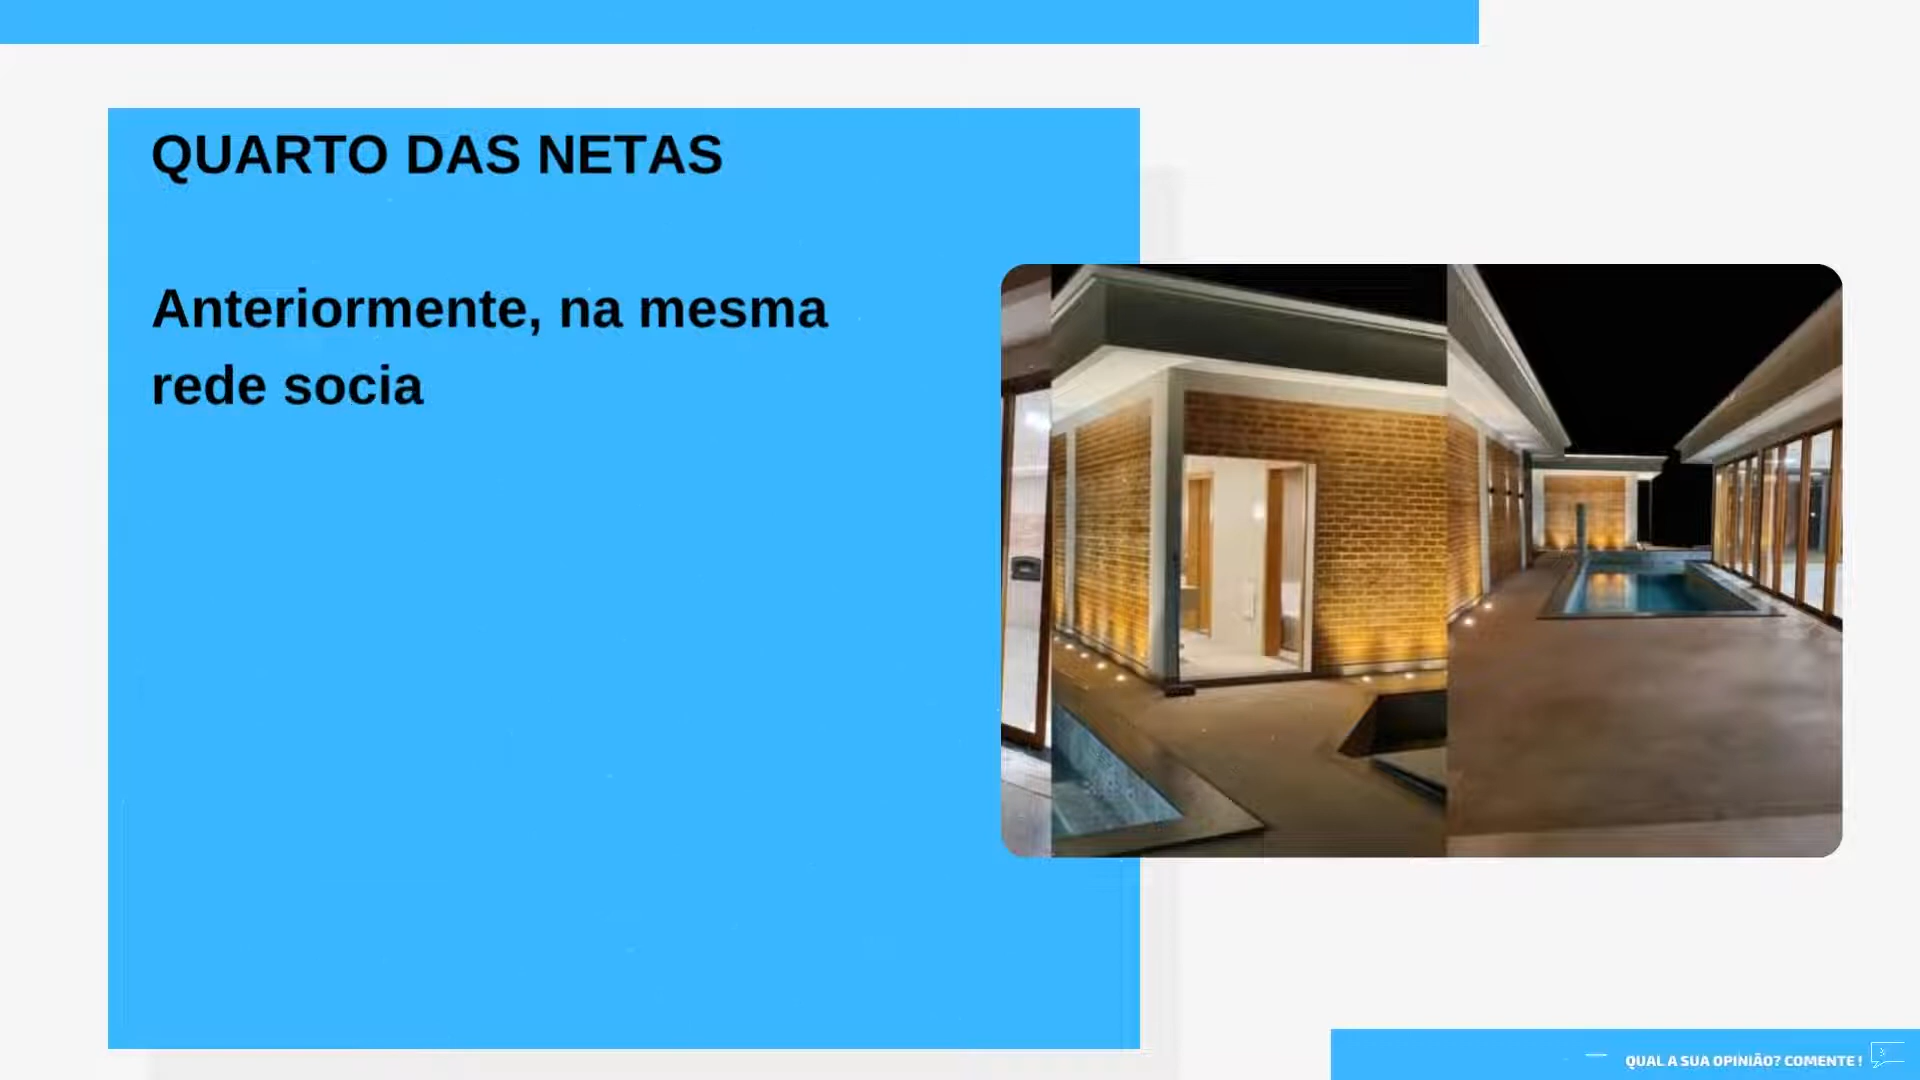 QUARTO DAS NETAS
Anteriormente, na mesma
rede socia
QUAL A SUA OPINIÃO? COMENTE !